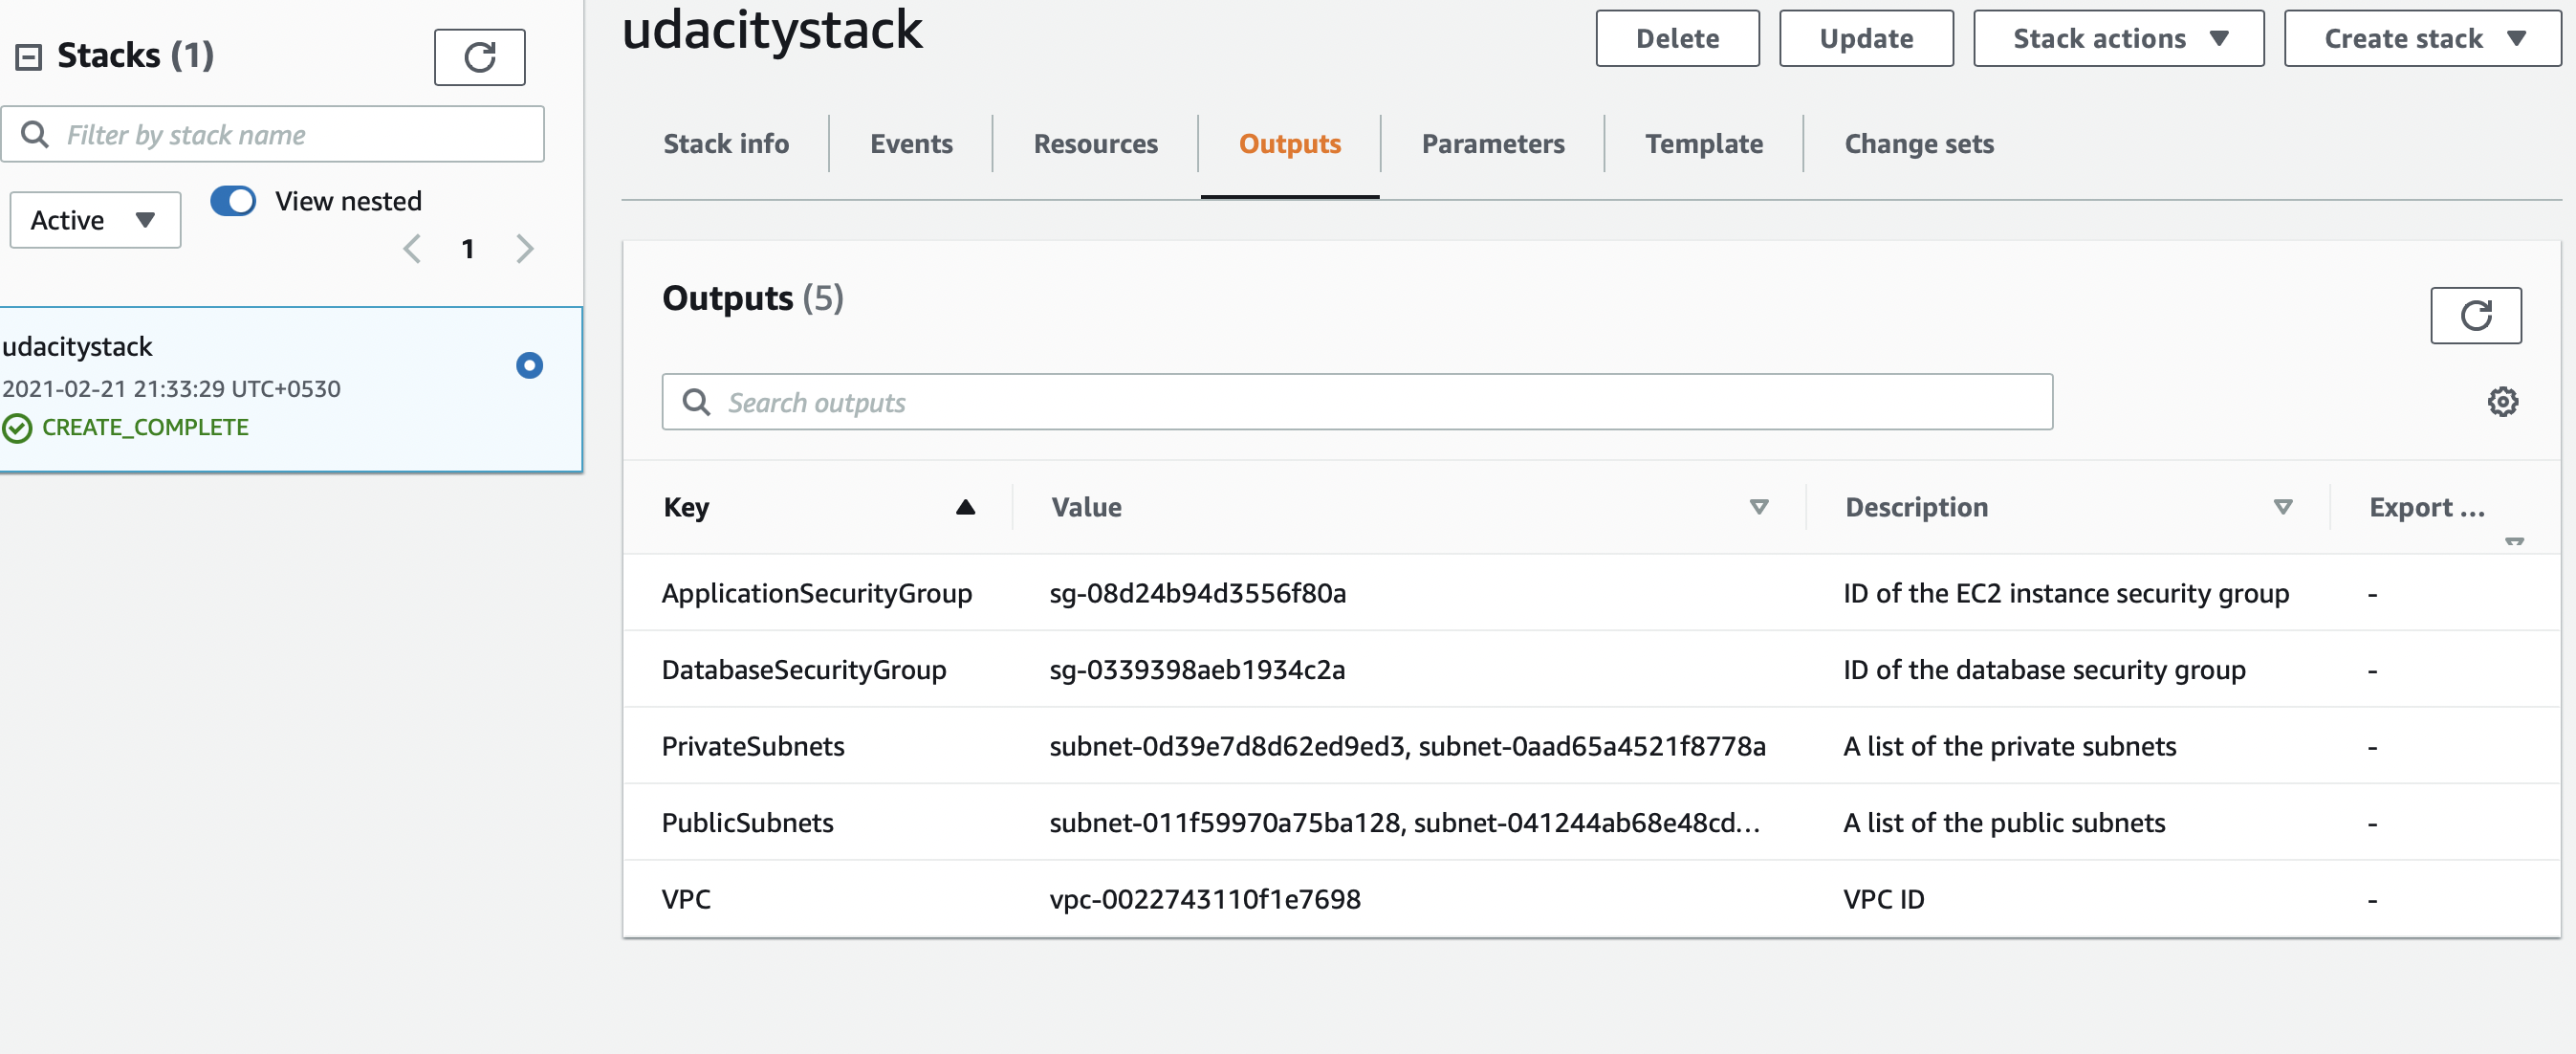 Stacks (1)
Filter by stack name
Active
View nested
1
udacitystack
2021-02-21 21:33:29 UTC+0530
CREATE_COMPLETE
udacitystack
Delete
Update
Stack actions
Create stack
Stack info
Events
Resources
Outputs
Parameters
Template
Change sets
Outputs (5)
Search outputs
Key Value Description Export ...
ApplicationSecurityGroup sg-08d24b94d3556f80a ID of the EC2 instance security group -
DatabaseSecurityGroup sg-0339398aeb1934c2a ID of the database security group -
PrivateSubnets subnet-0d39e7d8d62ed9ed3, subnet-0aad65a4521f8778a A list of the private subnets -
PublicSubnets subnet-011f59970a75ba128, subnet-041244ab68e48cd... A list of the public subnets -
VPC vpc-0022743110f1e7698 VPC ID -